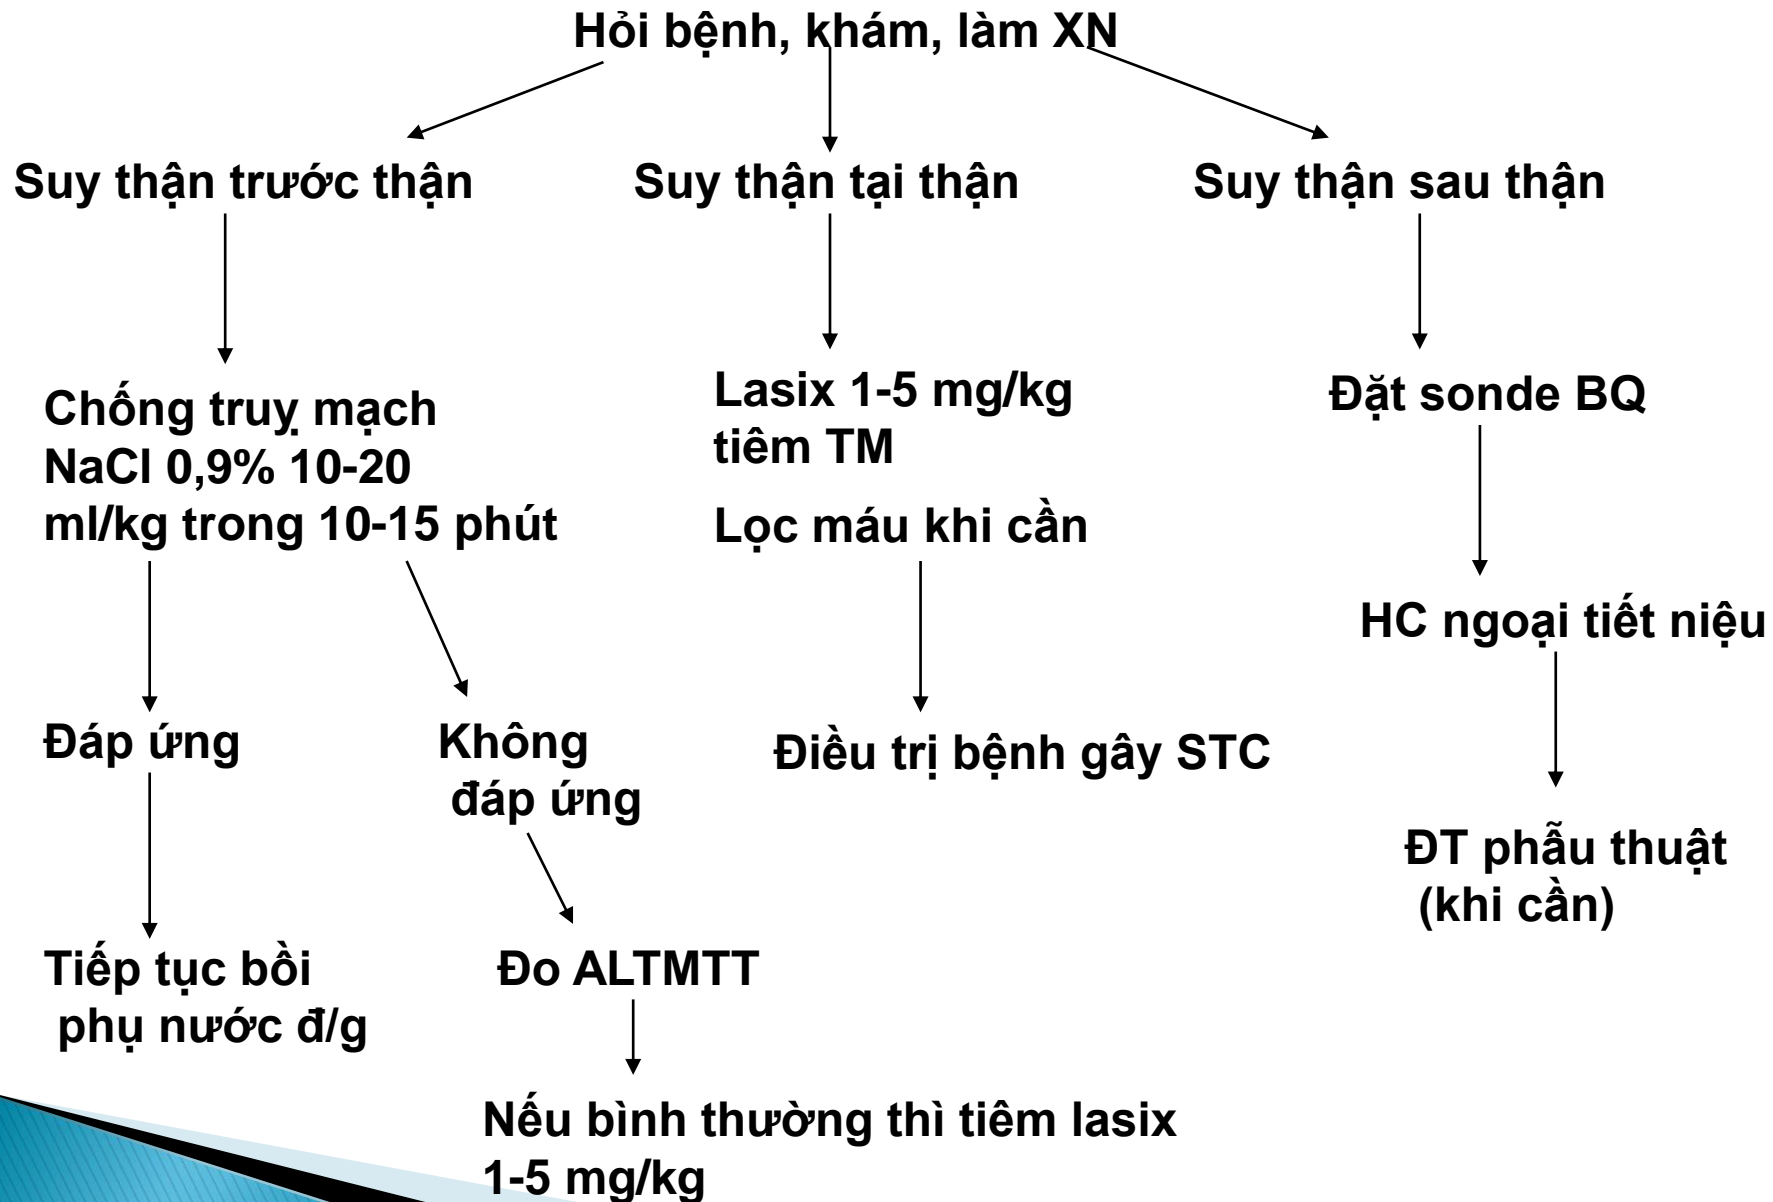 Hỏi bệnh, khám, làm XN
Suy thận trước thận
Suy thận tại thận
Suy thận sau thận
Chống truỵ mạch
NaCl 0,9% 10-20
ml/kg trong 10-15 phút
Lasix 1-5 mg/kg
tiêm TM
Lọc máu khi cần
Đặt sonde BQ
HC ngoại tiết niệu
Đáp ứng
Không
đáp ứng
Điều trị bệnh gây STC
ĐT phẫu thuật
(khi cần)
Tiếp tục bồi
phụ nước đ/g
Đo ALTMTT
Nếu bình thường thì tiêm lasix
1-5 mg/kg